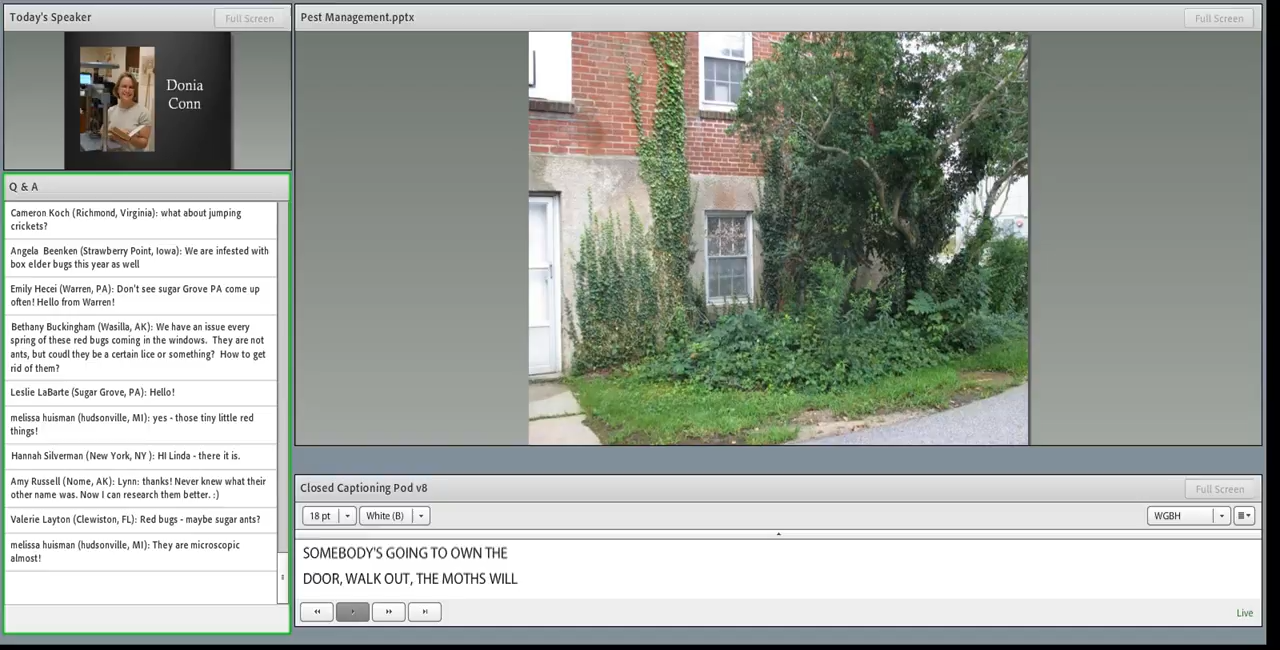 Today's Speaker
Full Screen
Donia
Conn
Q & A
Cameron Koch (Richmond, Virginia): what about jumping
crickets?
Angela Beenken (Strawberry Point, Iowa): We are infested with
box elder bugs this year as well
Emily Hecei (Warren, PA): Don't see sugar Grove PA come up
often! Hello from Warren!
Bethany Buckingham (Wasilla, AK): We have an issue every
spring of these red bugs coming in the windows. They are not
ants, but coudl they be a certain lice or something? How to get
rid of them?
Leslie LaBarte (Sugar Grove, PA): Hello!
melissa huisman (hudsonville, MI): yes - those tiny little red
things!
Hannah Silverman (New York, NY ): HI Linda - there it is.
Amy Russell (Nome, AK): Lynn: thanks! Never knew what their
other name was. Now I can research them better. :)
Valerie Layton (Clewiston, FL): Red bugs - maybe sugar ants?
melissa huisman (hudsonville, MI): They are microscopic
almost!
Pest Management.pptx
Full Screen
Closed Captioning Pod v8
Full Screen
18 pt
White (B)
WGBH
SOMEBODY'S GOING TO OWN THE
DOOR, WALK OUT, THE MOTHS WILL
Live